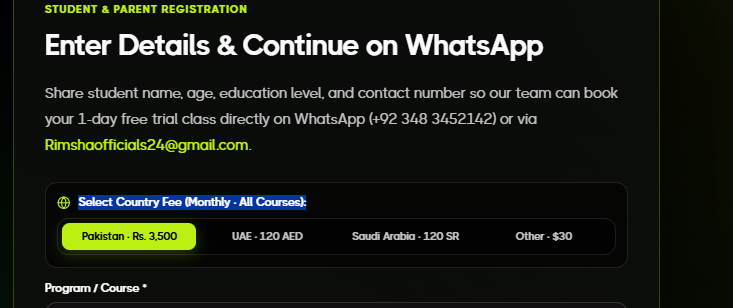 STUDENT & PARENT REGISTRATION
Enter Details & Continue on WhatsApp
Share student name, age, education level, and contact number so our team can book
your 1-day free trial class directly on WhatsApp (+92 348 3452142) or via
Rimshaofficials24@gmail.com.
Select Country Fee (Monthly - All Courses):
Pakistan - Rs. 3,500 UAE - 120 AED Saudi Arabia - 120 SR Other - $30
Program / Course *